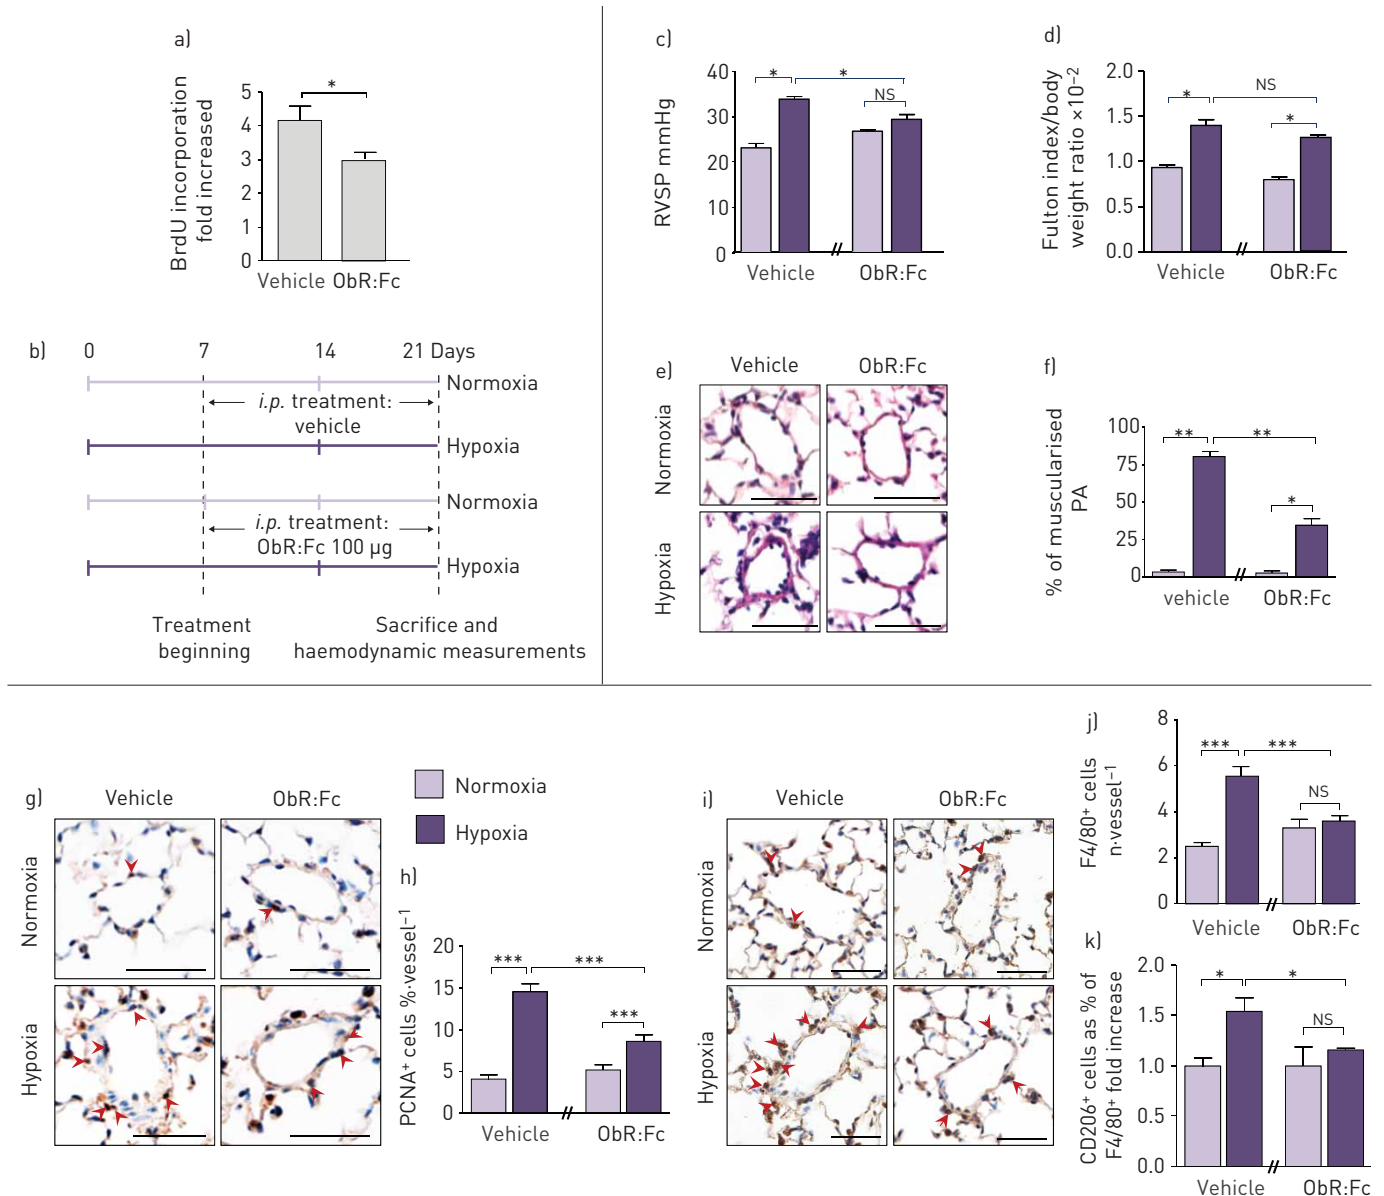 a)
BrdU incorporation
fold increased
5
4
3
2
1
0
*
Vehicle ObR:Fc
b)
0 7 14 21 Days
Normoxia
i.p. treatment:
vehicle
Hypoxia
Normoxia
i.p. treatment:
ObR:Fc 100 µg
Hypoxia
Treatment
beginning
Sacrifice and
haemodynamic measurements
c)
RVSP mmHg
40
30
20
10
0
* *
NS
Vehicle ObR:Fc
d)
Fulton index/body
weight ratio ×10−2
2.0
1.5
1.0
0.5
0.0
* NS
*
Vehicle ObR:Fc
e)
Vehicle ObR:Fc
Normoxia
Hypoxia
f)
% of muscularised
PA
100
75
50
25
0
** **
*
vehicle ObR:Fc
g)
Vehicle ObR:Fc
Normoxia
Hypoxia
Normoxia
Hypoxia
h)
PCNA+ cells %·vessel−1
20
15
10
5
0
*** ***
***
Vehicle ObR:Fc
i)
Vehicle ObR:Fc
Normoxia
Hypoxia
j)
F4/80+ cells
n·vessel−1
8
6
4
2
0
*** ***
NS
Vehicle ObR:Fc
k)
CD206+ cells as % of
F4/80+ fold increase
2.0
1.5
1.0
0.5
0.0
* *
NS
Vehicle ObR:Fc